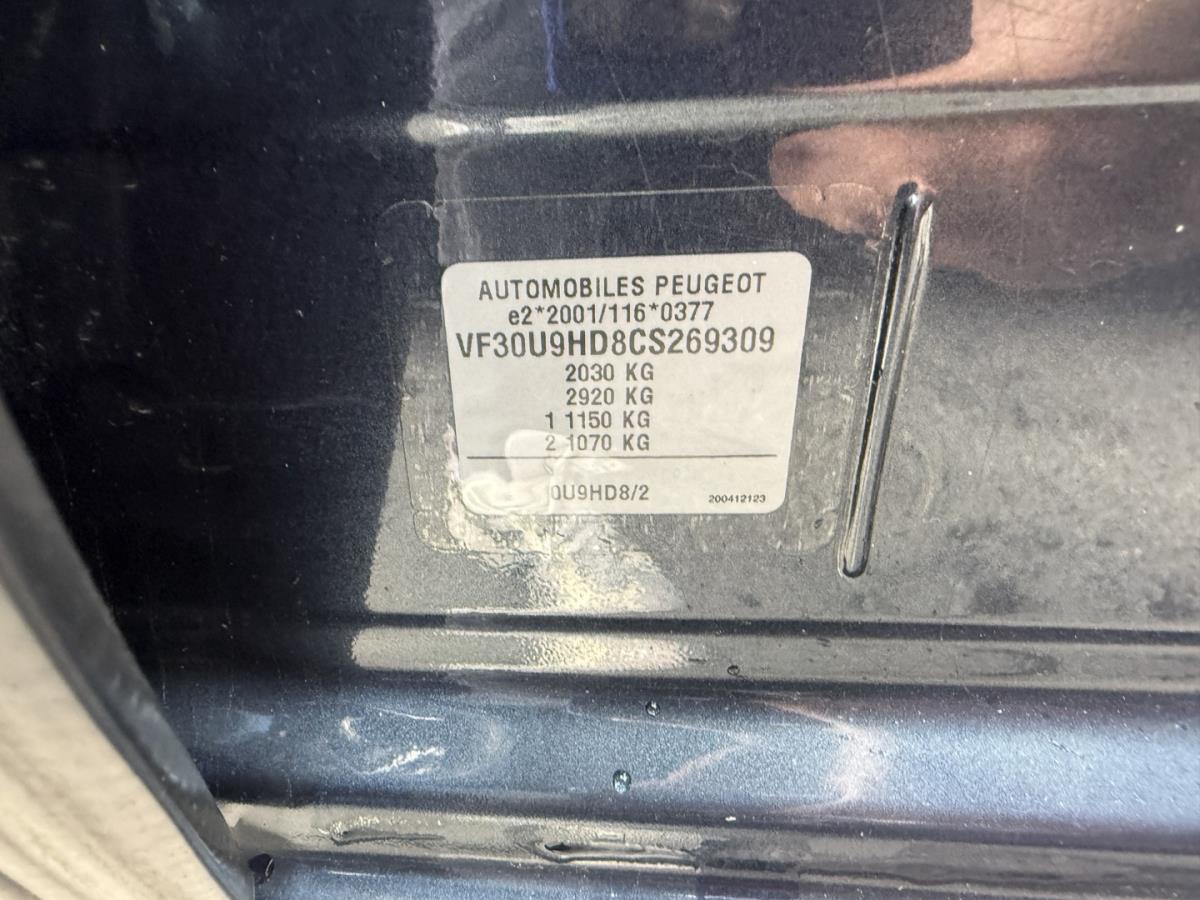 AUTOMOBILES PEUGEOT
e2*2001/116*0377
VF30U9HD8CS269309
2030 KG
2920 KG
1 1150 KG
2 1070 KG
0U9HD8/2
200412123